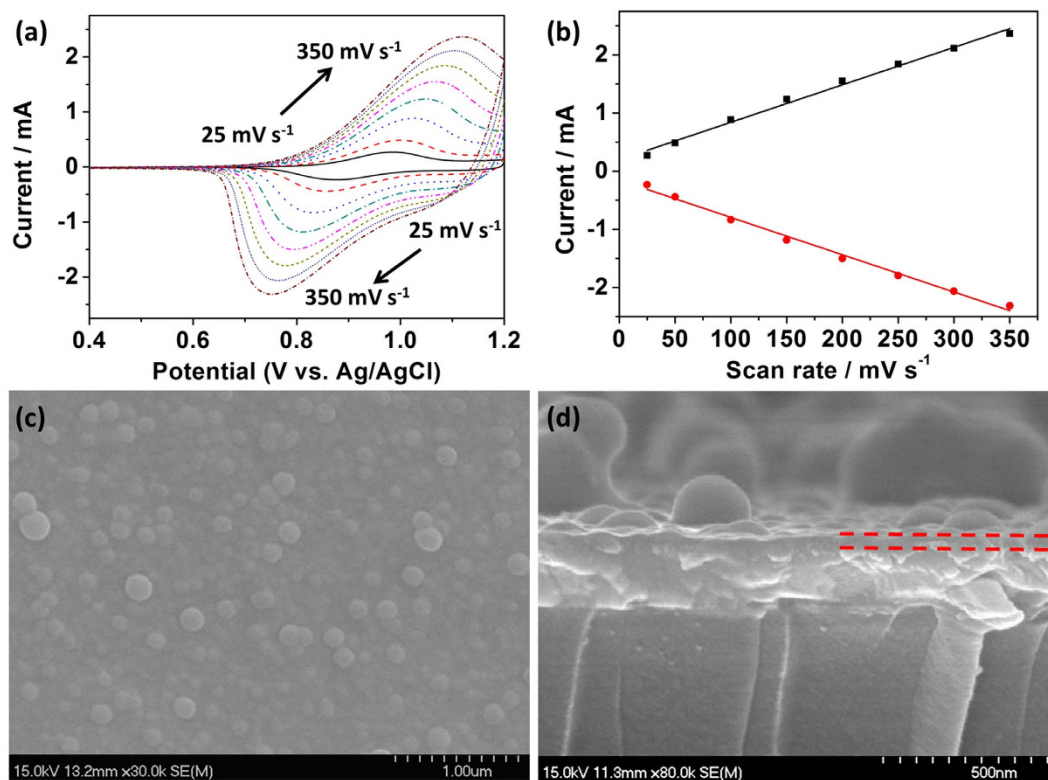 (a)
Current / mA
2
1
0
-1
-2
350 mV s⁻¹
25 mV s⁻¹
25 mV s⁻¹
350 mV s⁻¹
0.4 0.6 0.8 1.0 1.2
Potential (V vs. Ag/AgCl)
(b)
Current / mA
2
1
0
-1
-2
0 50 100 150 200 250 300 350
Scan rate / mV s⁻¹
(c)
15.0kV 13.2mm x30.0k SE(M)
1.00um
(d)
15.0kV 11.3mm x80.0k SE(M)
500nm